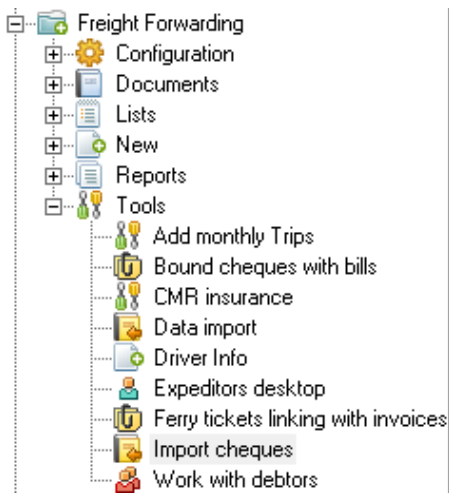 Freight Forwarding
Configuration
Documents
Lists
New
Reports
Tools
Add monthly Trips
Bound cheques with bills
CMR insurance
Data import
Driver Info
Expeditors desktop
Ferry tickets linking with invoices
Import cheques
Work with debtors